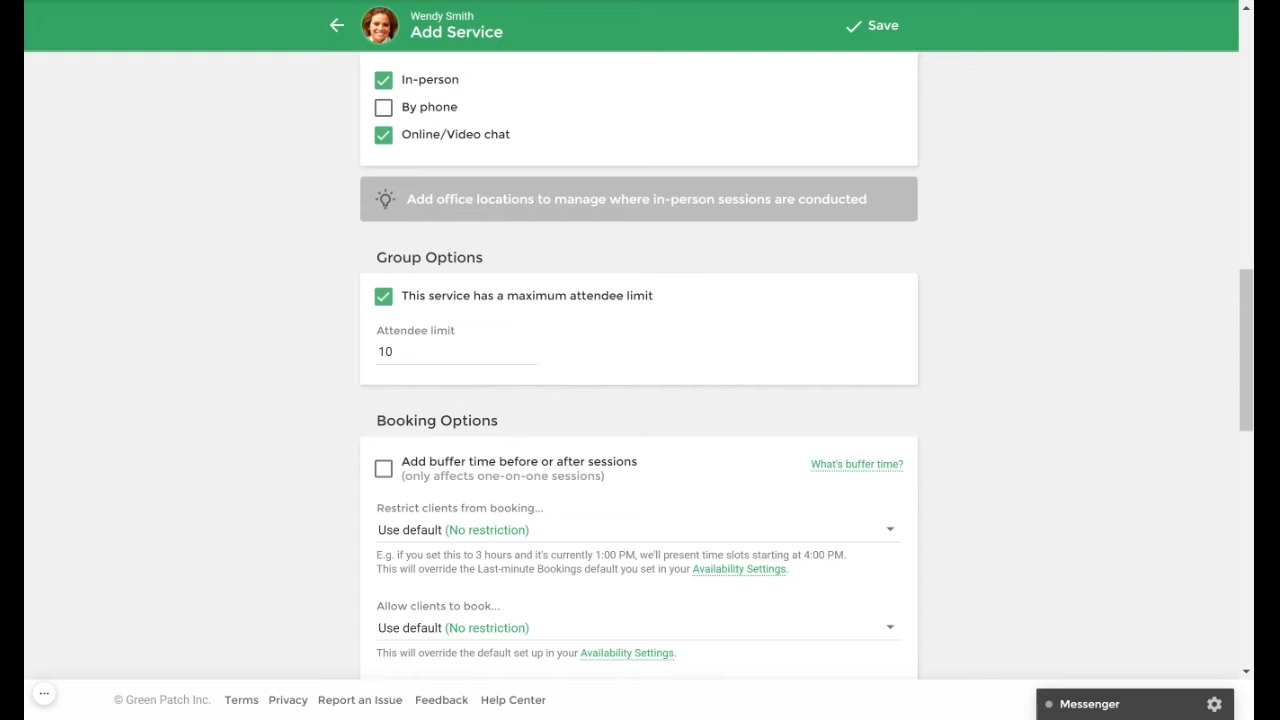 Wendy Smith
Add Service
Save
In-person
By phone
Online/Video chat
Add office locations to manage where in-person sessions are conducted
Group Options
This service has a maximum attendee limit
Attendee limit
10
Booking Options
Add buffer time before or after sessions
(only affects one-on-one sessions)
What's buffer time?
Restrict clients from booking...
Use default (No restriction)
E.g. if you set this to 3 hours and it's currently 1:00 PM, we'll present time slots starting at 4:00 PM.
This will override the Last-minute Bookings default you set in your Availability Settings.
Allow clients to book...
Use default (No restriction)
This will override the default set up in your Availability Settings.
© Green Patch Inc. Terms Privacy Report an Issue Feedback Help Center
Messenger